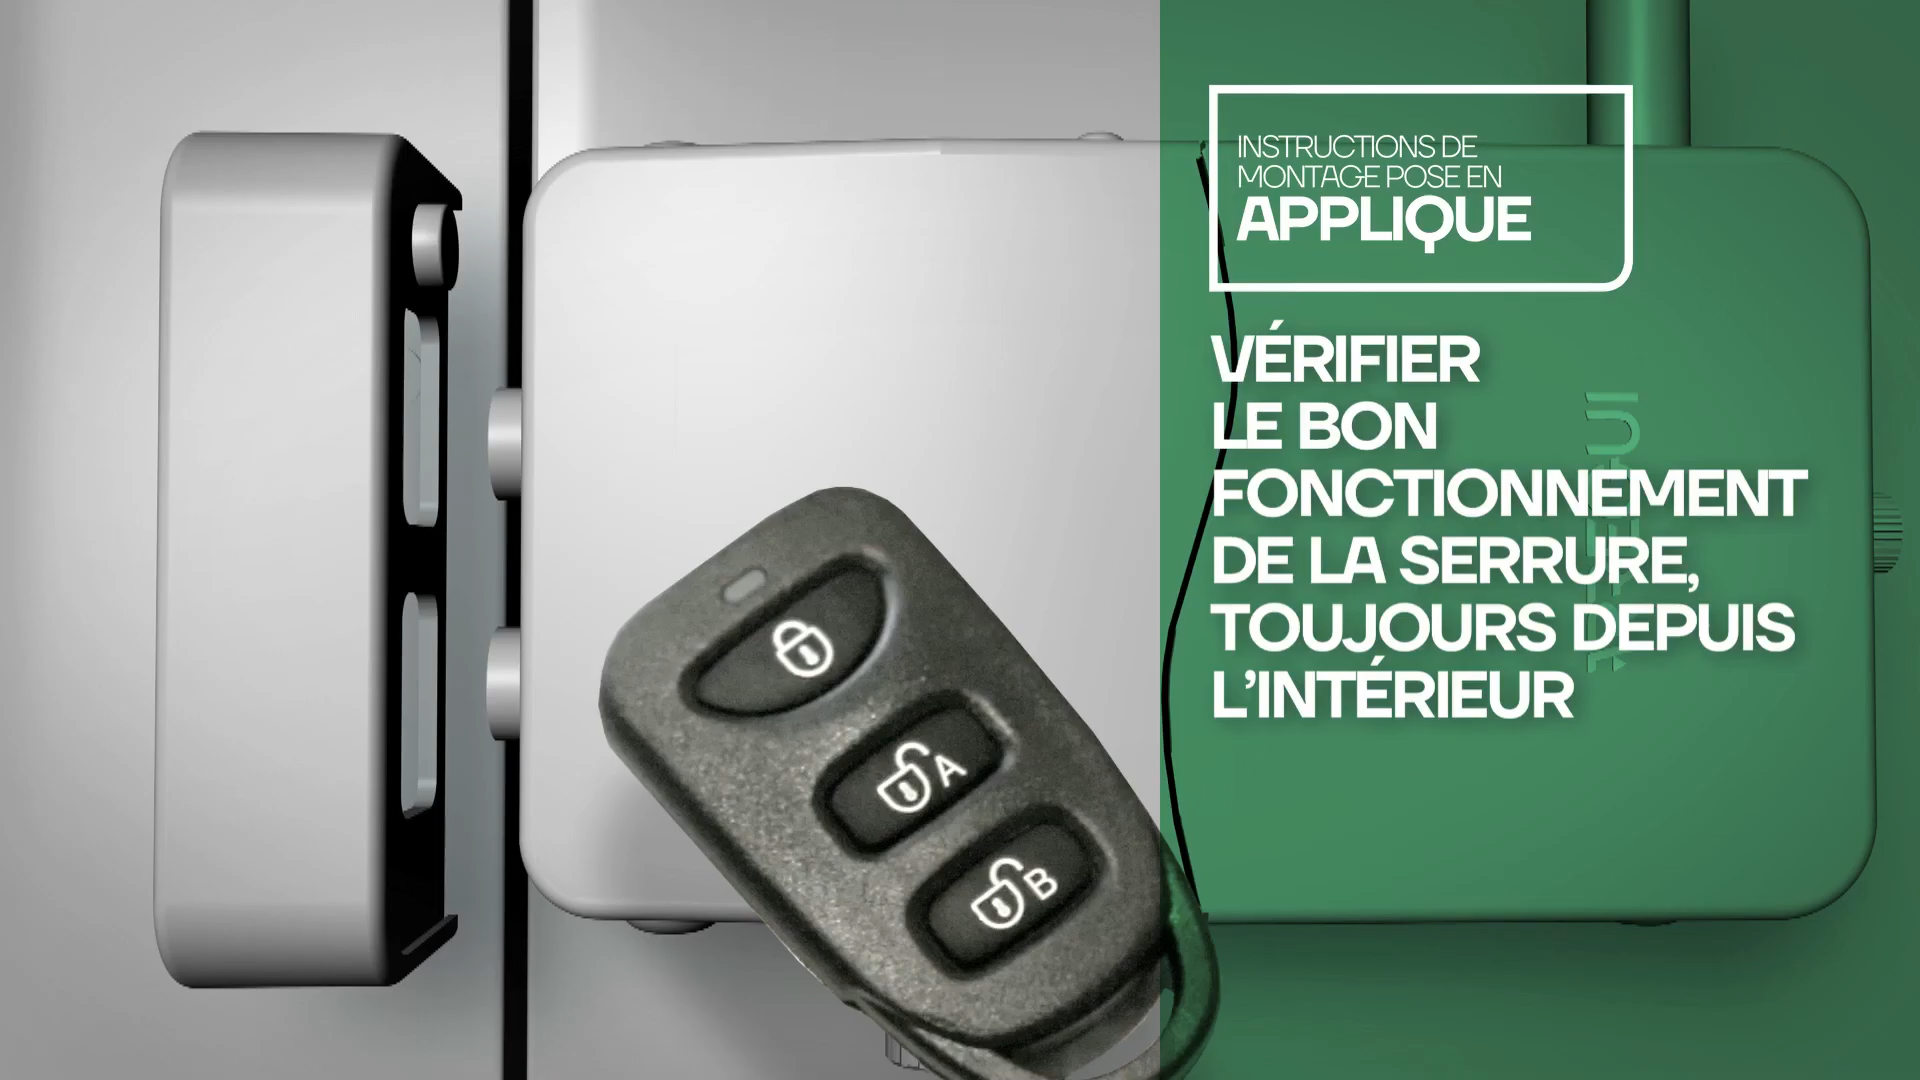 INSTRUCTIONS DE
MONTAGE POSE EN
APPLIQUE
VÉRIFIER
LE BON
FONCTIONNEMENT
DE LA SERRURE,
TOUJOURS DEPUIS
L’INTÉRIEUR
A
B